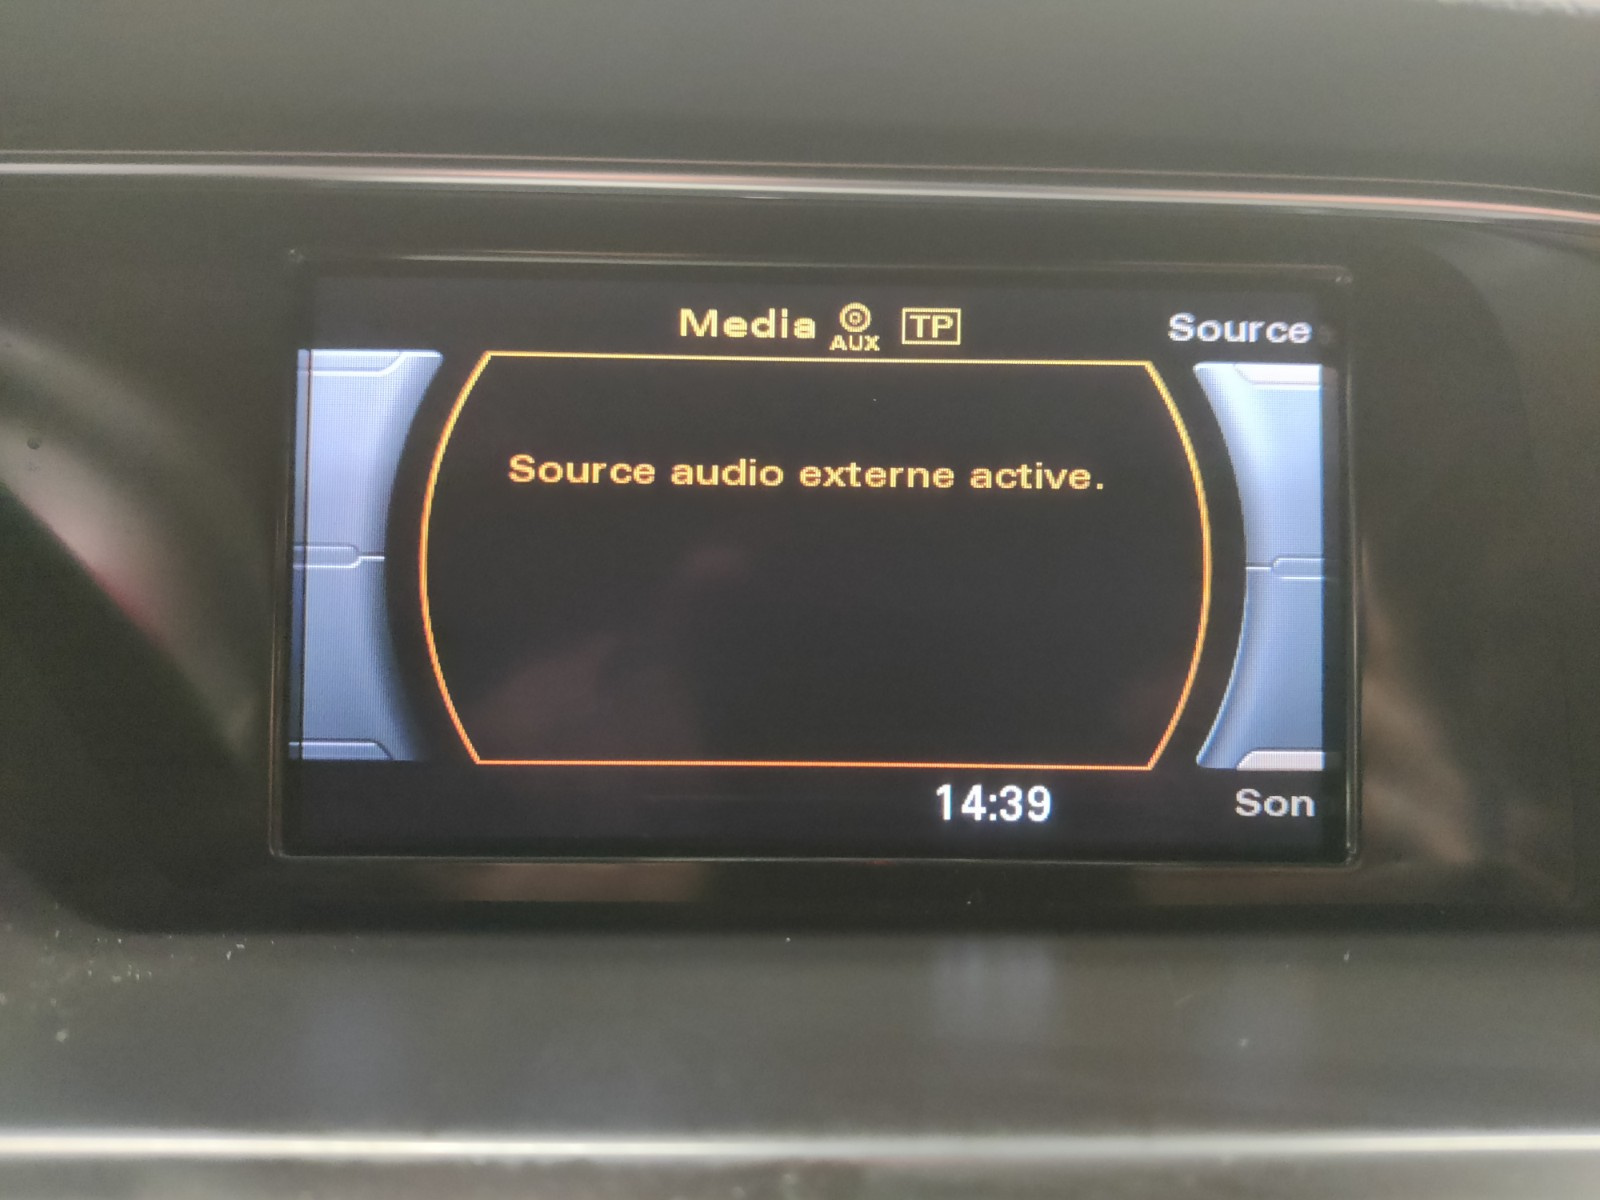 Media AUX TP Source
Source audio externe active.
14:39 Son